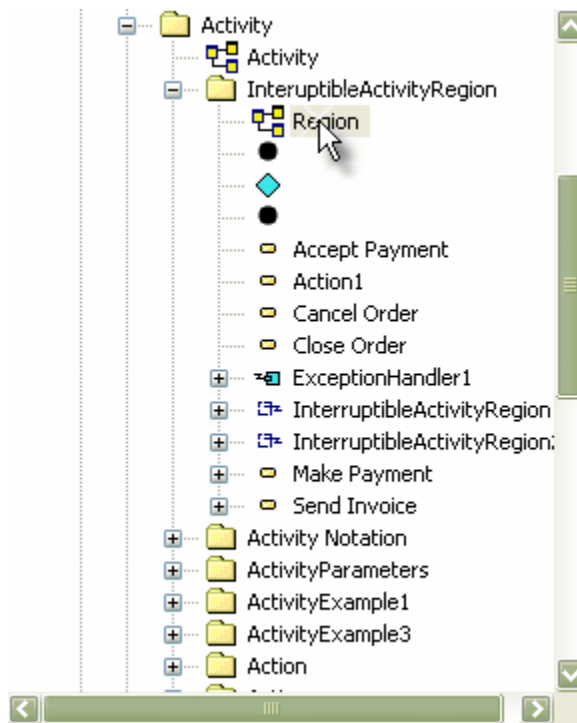 Activity
Activity
InteruptibleActivityRegion
Region
Accept Payment
Action1
Cancel Order
Close Order
ExceptionHandler1
InterruptibleActivityRegion
InterruptibleActivityRegion2
Make Payment
Send Invoice
Activity Notation
ActivityParameters
ActivityExample1
ActivityExample3
Action